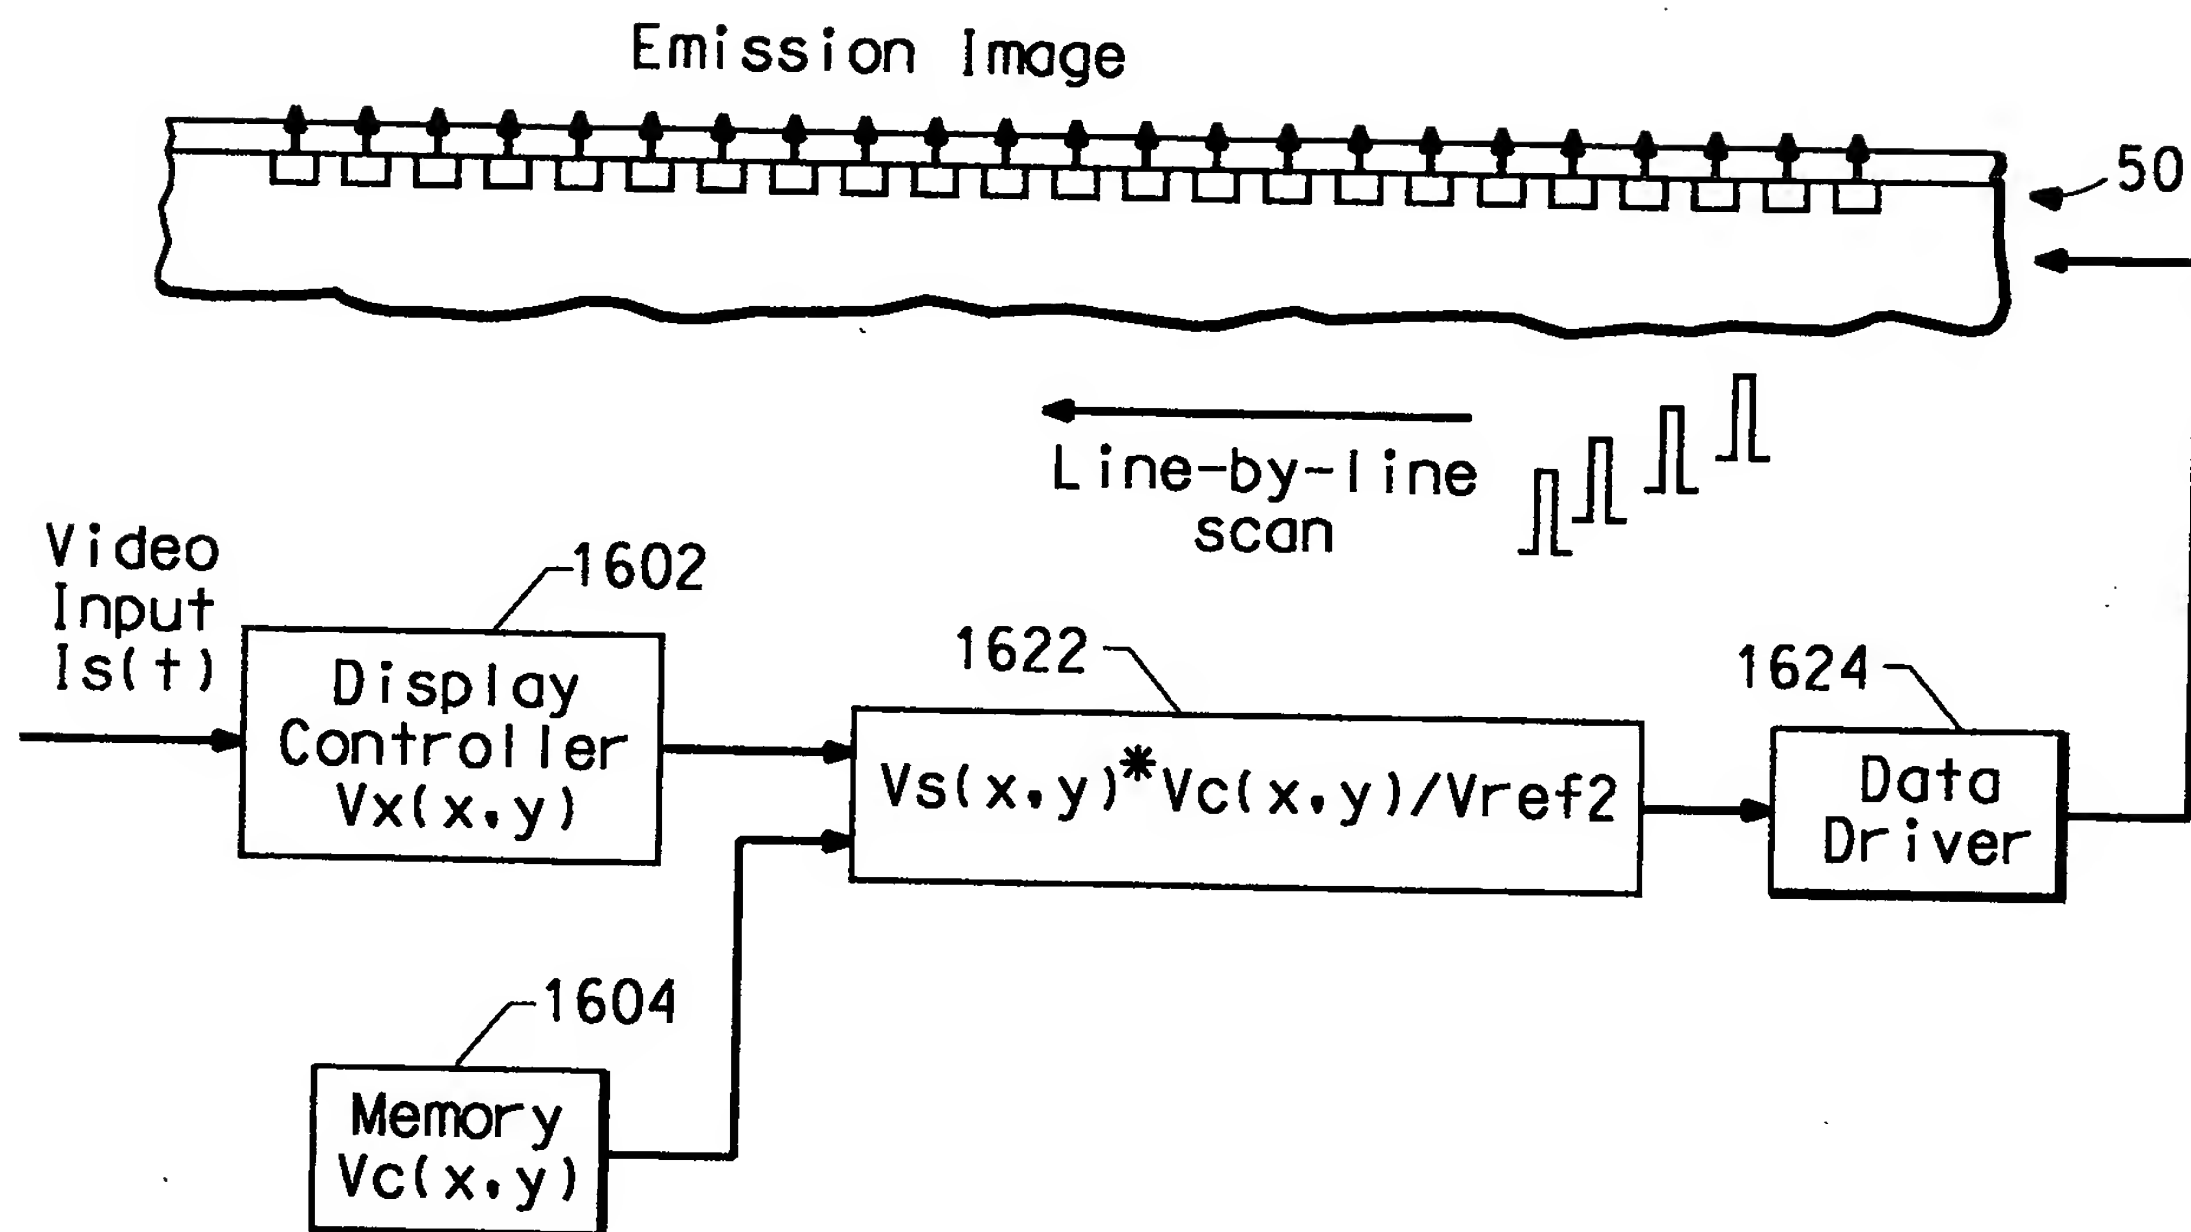 Emission Image
50
Line-by-line
scan
Video
Input
Is(t)
1602
Display
Controller
Vx(x,y)
1622
Vs(x,y)*Vc(x,y)/Vref2
1624
Data
Driver
1604
Memory
Vc(x,y)